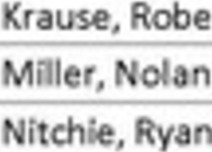 Krause, Robe
Miller, Nolan
Nitchie, Ryan